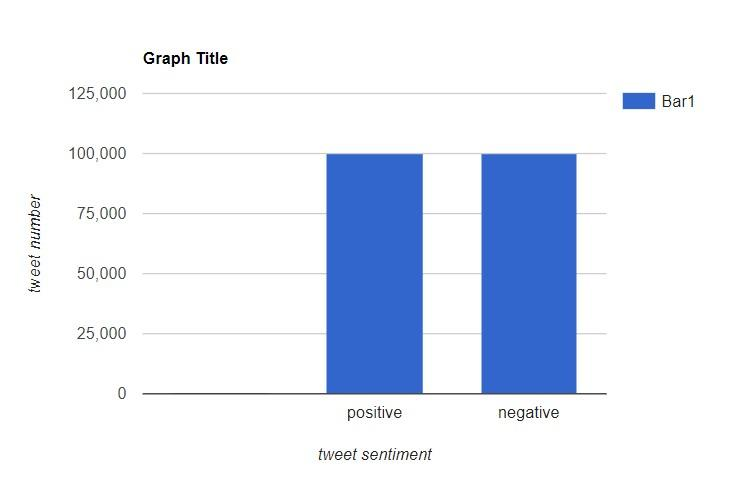 Graph Title
125,000
Bar1
100,000
75,000
tweet number
50,000
25,000
0
positive negative
tweet sentiment